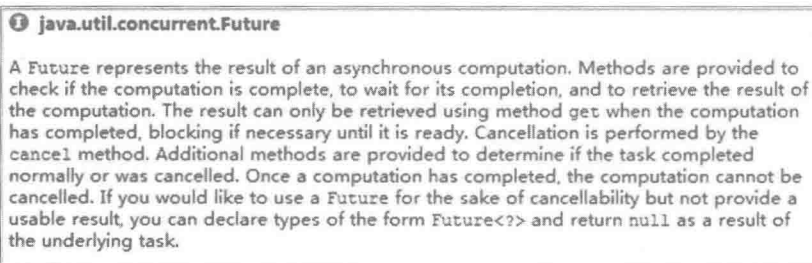 java.util.concurrent.Future
A Future represents the result of an asynchronous computation. Methods are provided to
check if the computation is complete, to wait for its completion, and to retrieve the result of
the computation. The result can only be retrieved using method get when the computation
has completed, blocking if necessary until it is ready. Cancellation is performed by the
cancel method. Additional methods are provided to determine if the task completed
normally or was cancelled. Once a computation has completed, the computation cannot be
cancelled. If you would like to use a Future for the sake of cancellability but not provide a
usable result, you can declare types of the form Future<?> and return null as a result of
the underlying task.